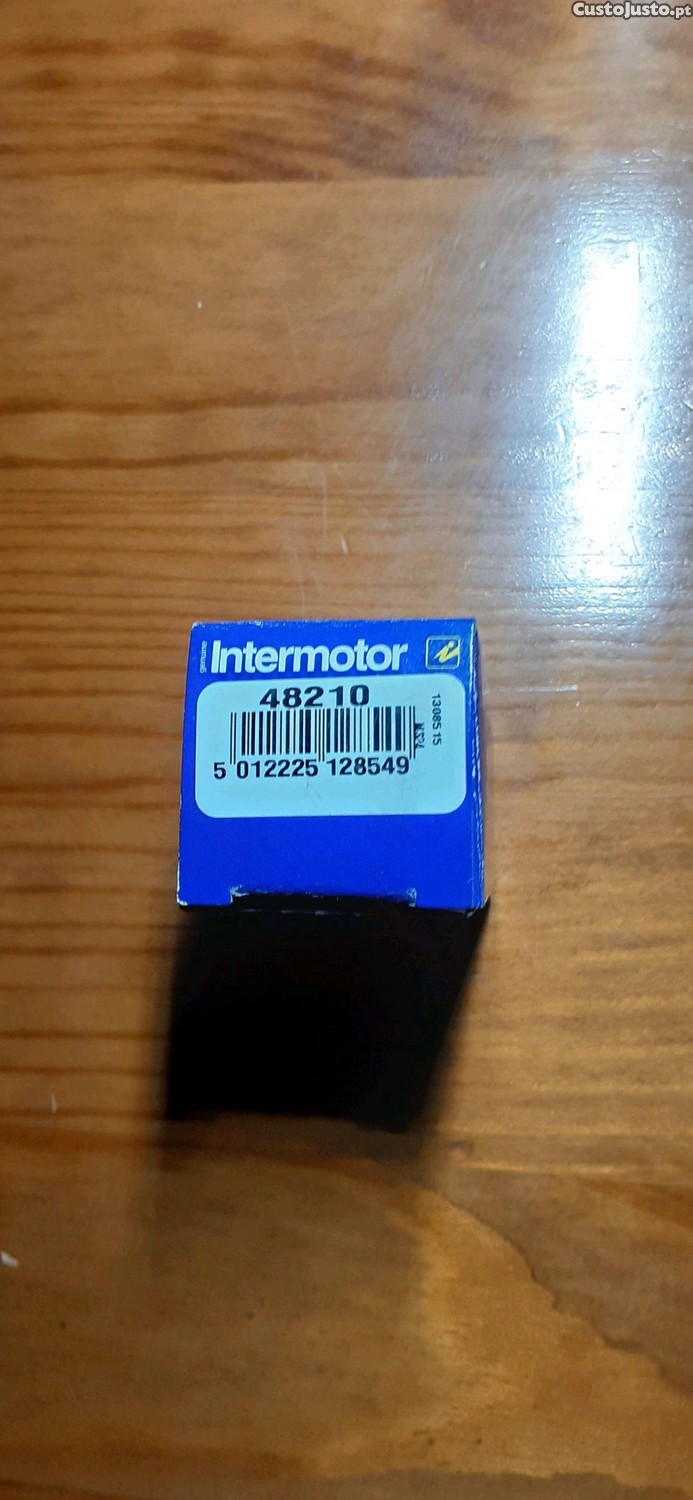 CustoJusto.pt
genuine
Intermotor
48210
13085 15
5 012225 128549